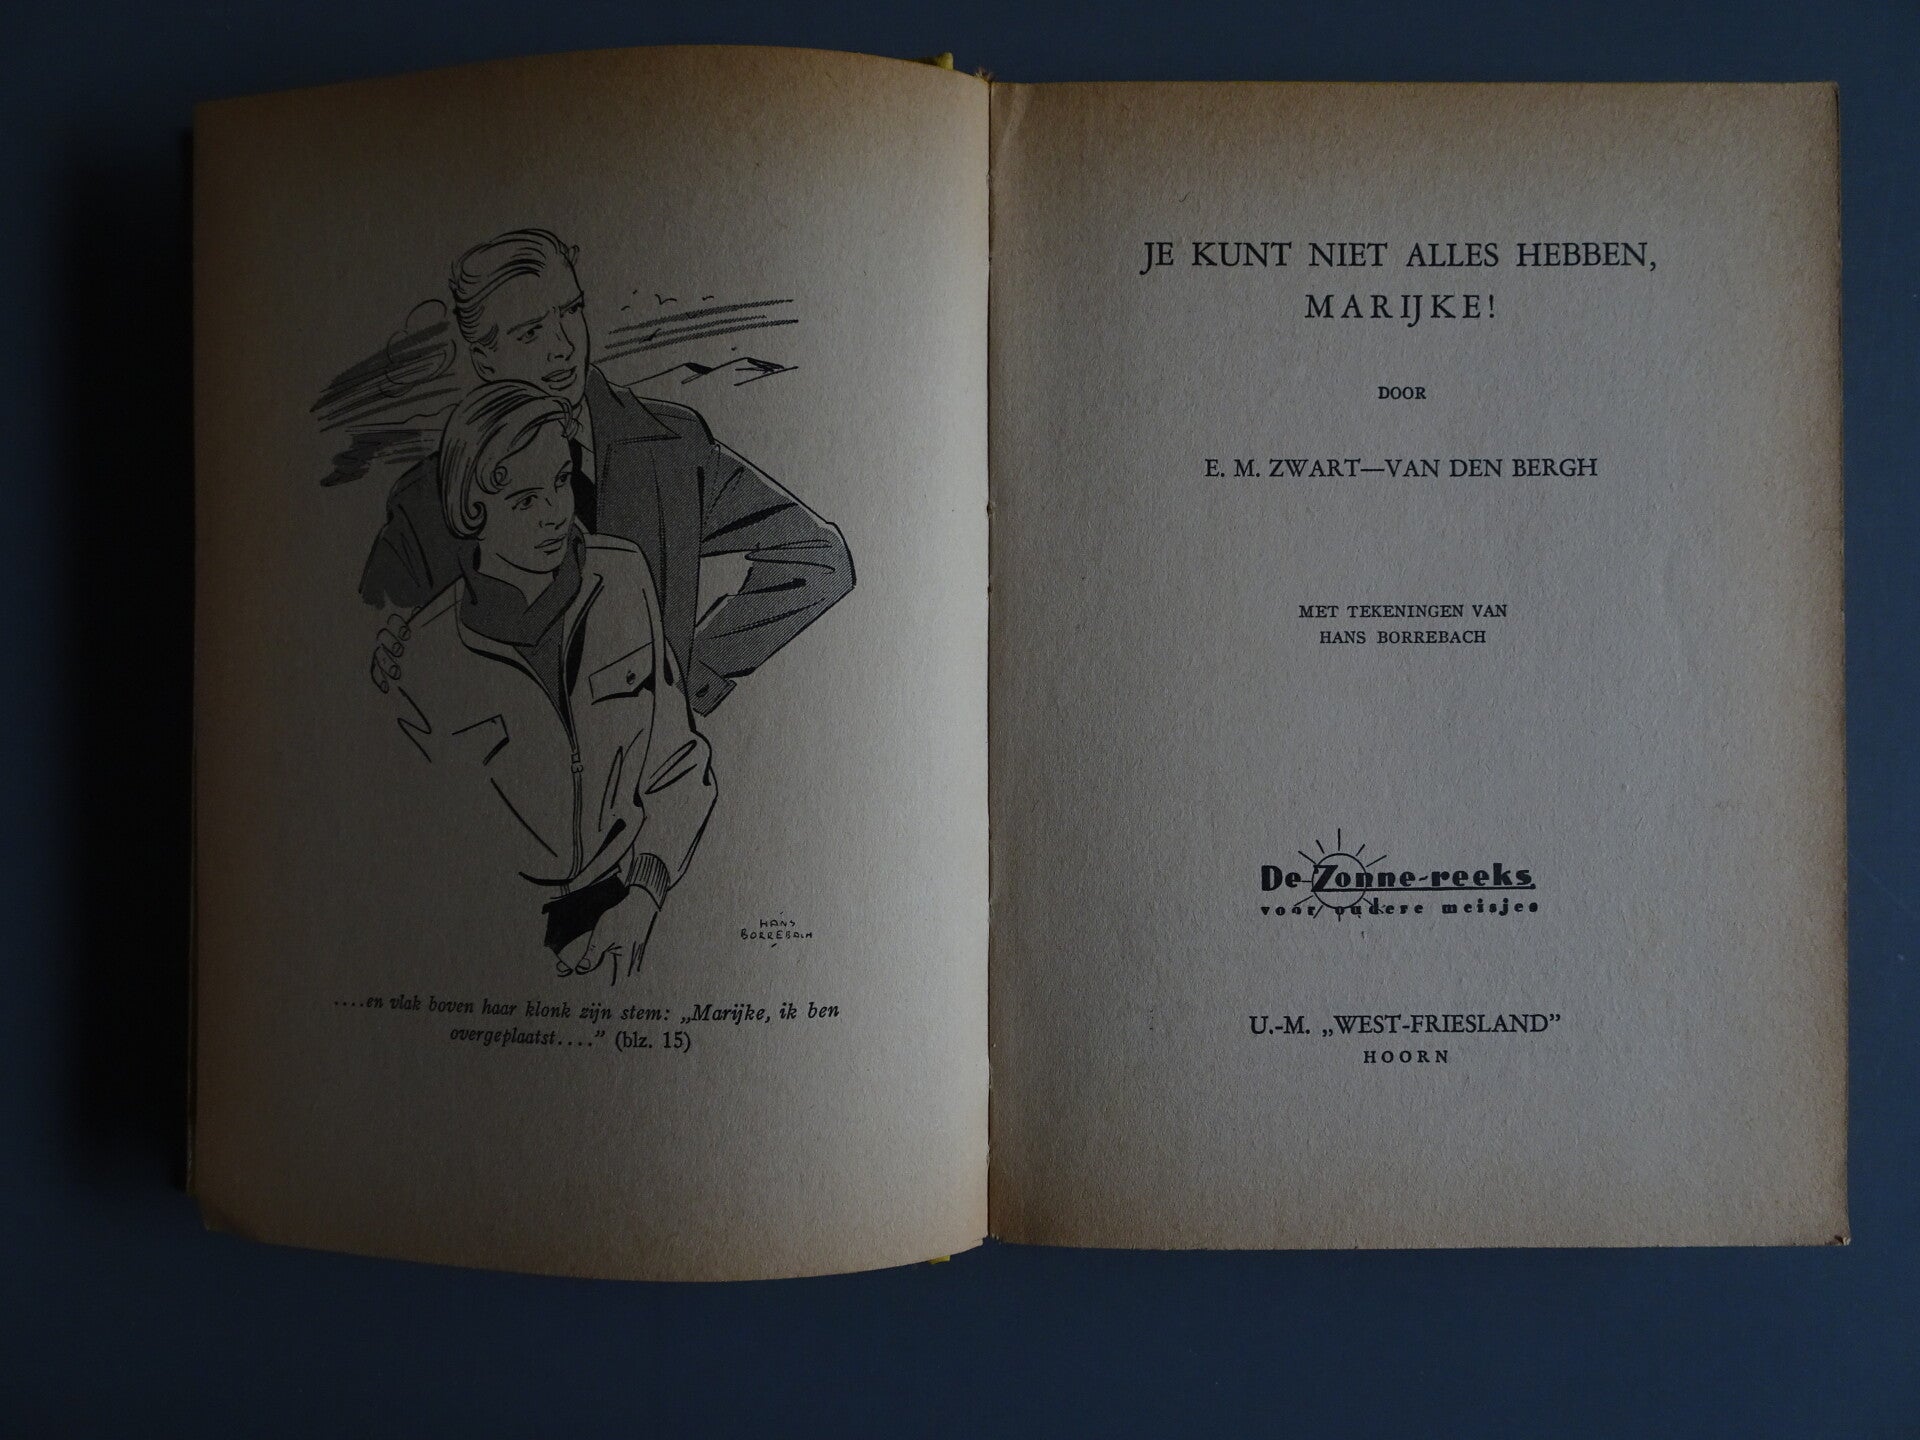 HANS
BORREBACH
....en vlak boven haar klonk zijn stem: „Marijke, ik ben
overgeplaatst....” (blz. 15)
JE KUNT NIET ALLES HEBBEN,
MARIJKE!
DOOR
E. M. ZWART—VAN DEN BERGH
MET TEKENINGEN VAN
HANS BORREBACH
De Zonne-reeks
voor oudere meisjes
U.-M. „WEST-FRIESLAND”
HOORN